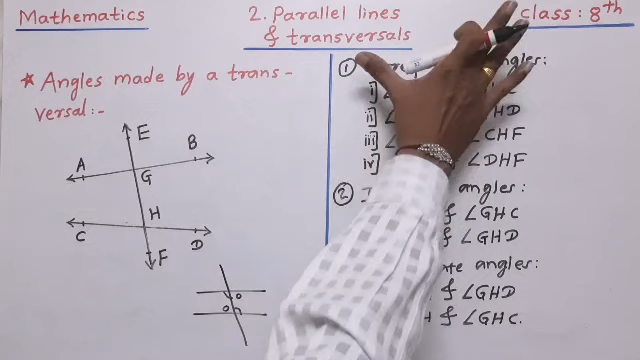 Mathematics
2. Parallel lines
& transversals
class: 8th
* Angles made by a trans-
versal:-
E
A
B
G
H
C
D
F
1
i]
ii] HD
iii] ∠CHF
iv] ∠DHF
2 angles:
& ∠GHC
& ∠GHD
angles:
& ∠GHD
& ∠GHC.